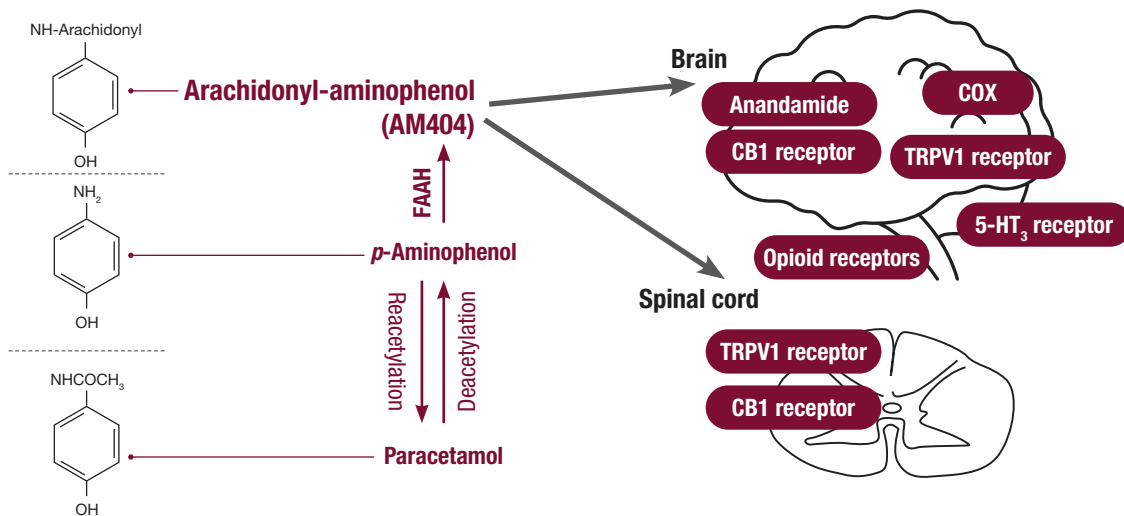 NH-Arachidonyl
OH
NH2
OH
NHCOCH3
OH
Arachidonyl-aminophenol
(AM404)
FAAH
p-Aminophenol
Reacetylation
Deacetylation
Paracetamol
Brain
Anandamide
COX
CB1 receptor
TRPV1 receptor
5-HT3 receptor
Opioid receptors
Spinal cord
TRPV1 receptor
CB1 receptor